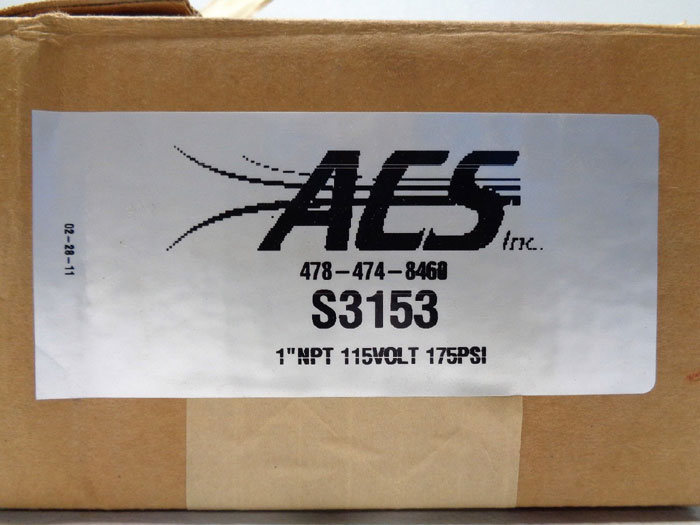 ACS Inc.
478-474-8460
S3153
1"NPT 115VOLT 175PSI
02-28-11